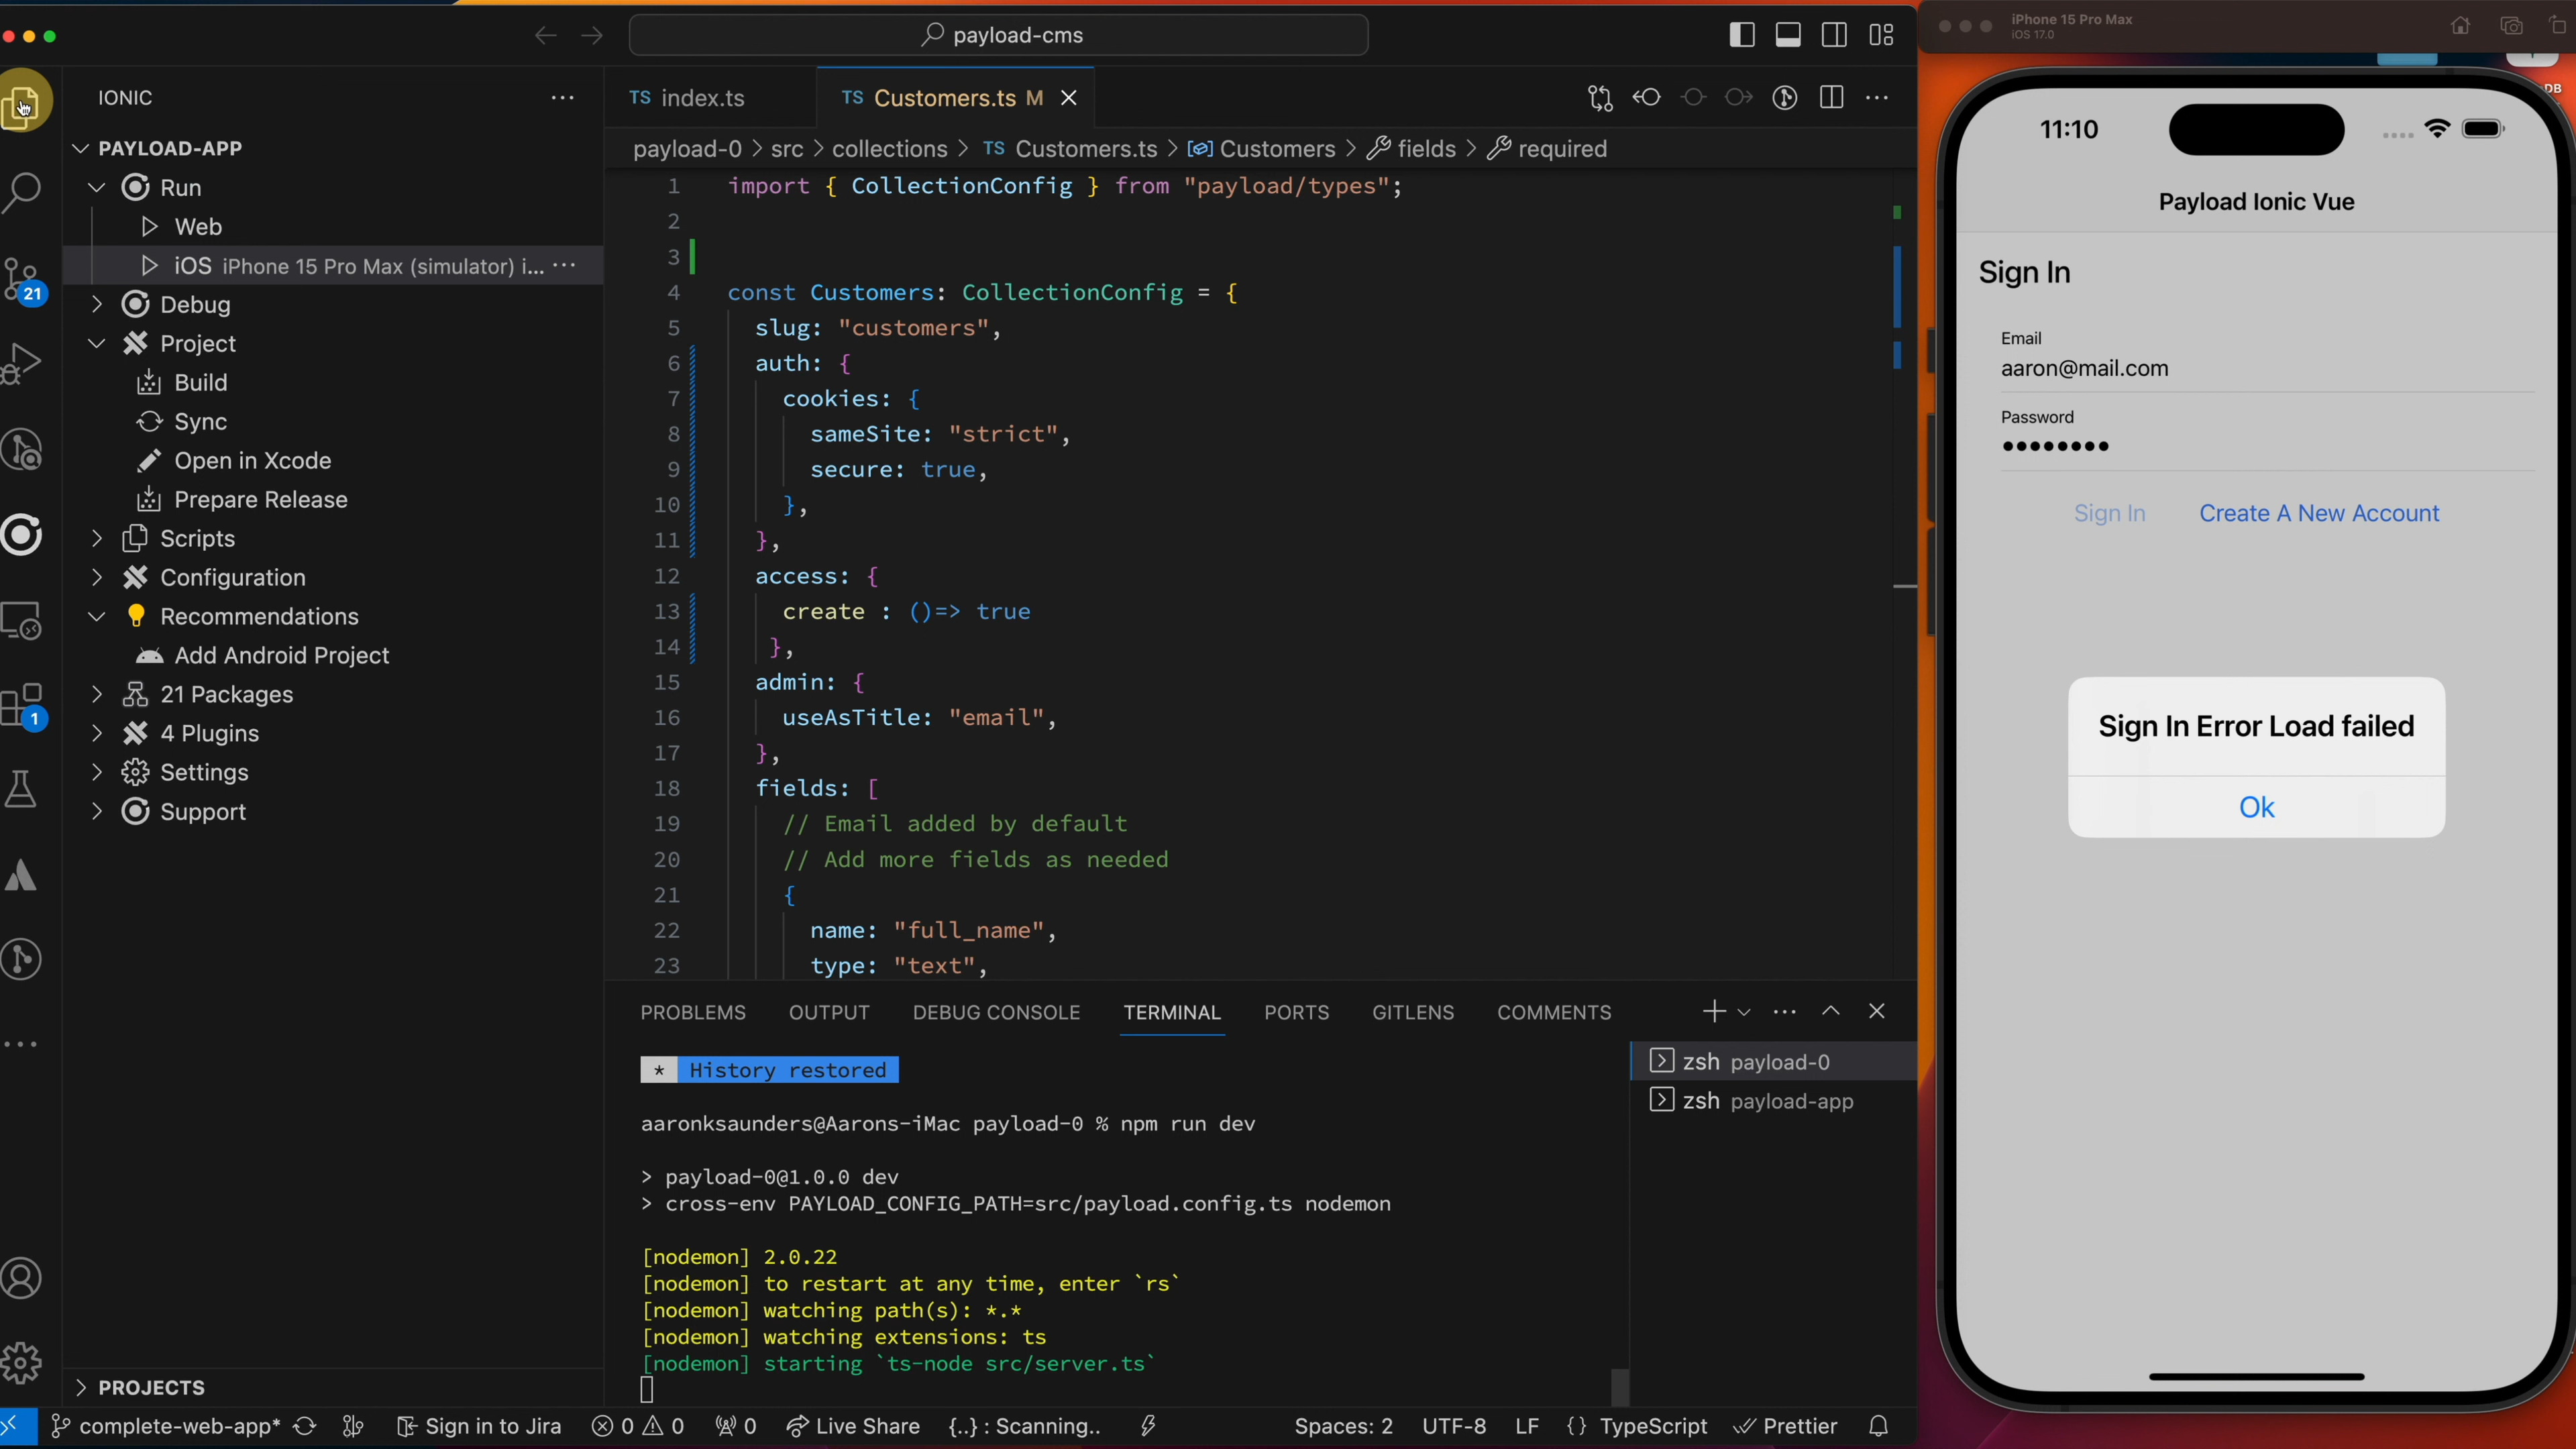 payload-cms
IONIC
PAYLOAD-APP
Run
Web
iOS iPhone 15 Pro Max (simulator) i...
Debug
Project
Build
Sync
Open in Xcode
Prepare Release
Scripts
Configuration
Recommendations
Add Android Project
21 Packages
4 Plugins
Settings
Support
PROJECTS
21
1
TS index.ts
TS Customers.ts M
payload-0 > src > collections > TS Customers.ts > Customers > fields > required
1 import { CollectionConfig } from "payload/types";
2
3
4 const Customers: CollectionConfig = {
5 slug: "customers",
6 auth: {
7 cookies: {
8 sameSite: "strict",
9 secure: true,
10 },
11 },
12 access: {
13 create : ()=> true
14 },
15 admin: {
16 useAsTitle: "email",
17 },
18 fields: [
19 // Email added by default
20 // Add more fields as needed
21 {
22 name: "full_name",
23 type: "text",
PROBLEMS OUTPUT DEBUG CONSOLE TERMINAL PORTS GITLENS COMMENTS
* History restored
aaronksaunders@Aarons-iMac payload-0 % npm run dev
> payload-0@1.0.0 dev
> cross-env PAYLOAD_CONFIG_PATH=src/payload.config.ts nodemon
[nodemon] 2.0.22
[nodemon] to restart at any time, enter `rs`
[nodemon] watching path(s): *.*
[nodemon] watching extensions: ts
[nodemon] starting `ts-node src/server.ts`
zsh payload-0
zsh payload-app
complete-web-app* Sign in to Jira 0 0 0 Live Share {..} : Scanning.. Spaces: 2 UTF-8 LF {} TypeScript Prettier
iPhone 15 Pro Max
iOS 17.0
DB
11:10
Payload Ionic Vue
Sign In
Email
aaron@mail.com
Password
••••••••
Sign In Create A New Account
Sign In Error Load failed
Ok